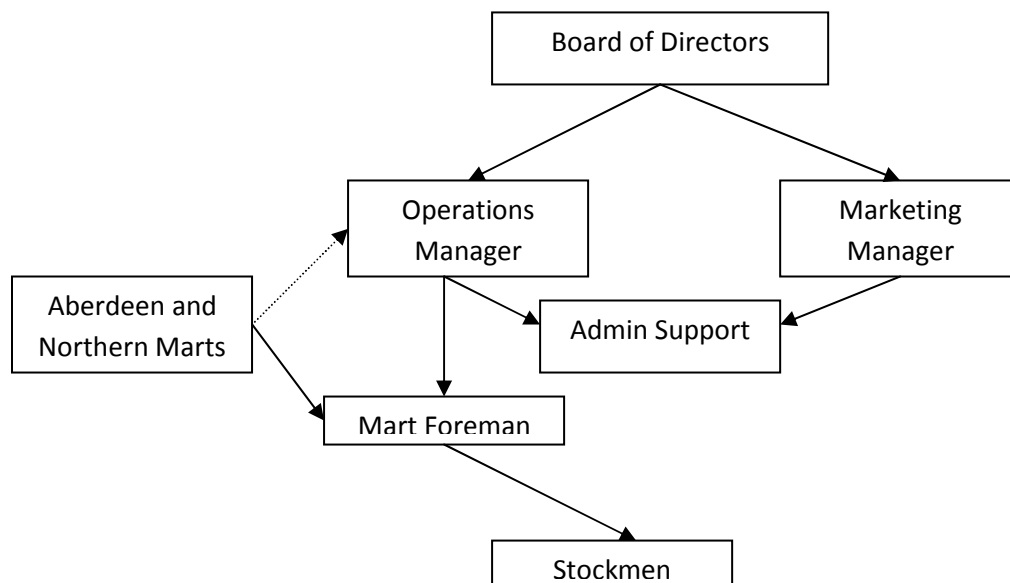 Board of Directors
Operations
Manager
Marketing
Manager
Aberdeen and
Northern Marts
Admin Support
Mart Foreman
Stockmen